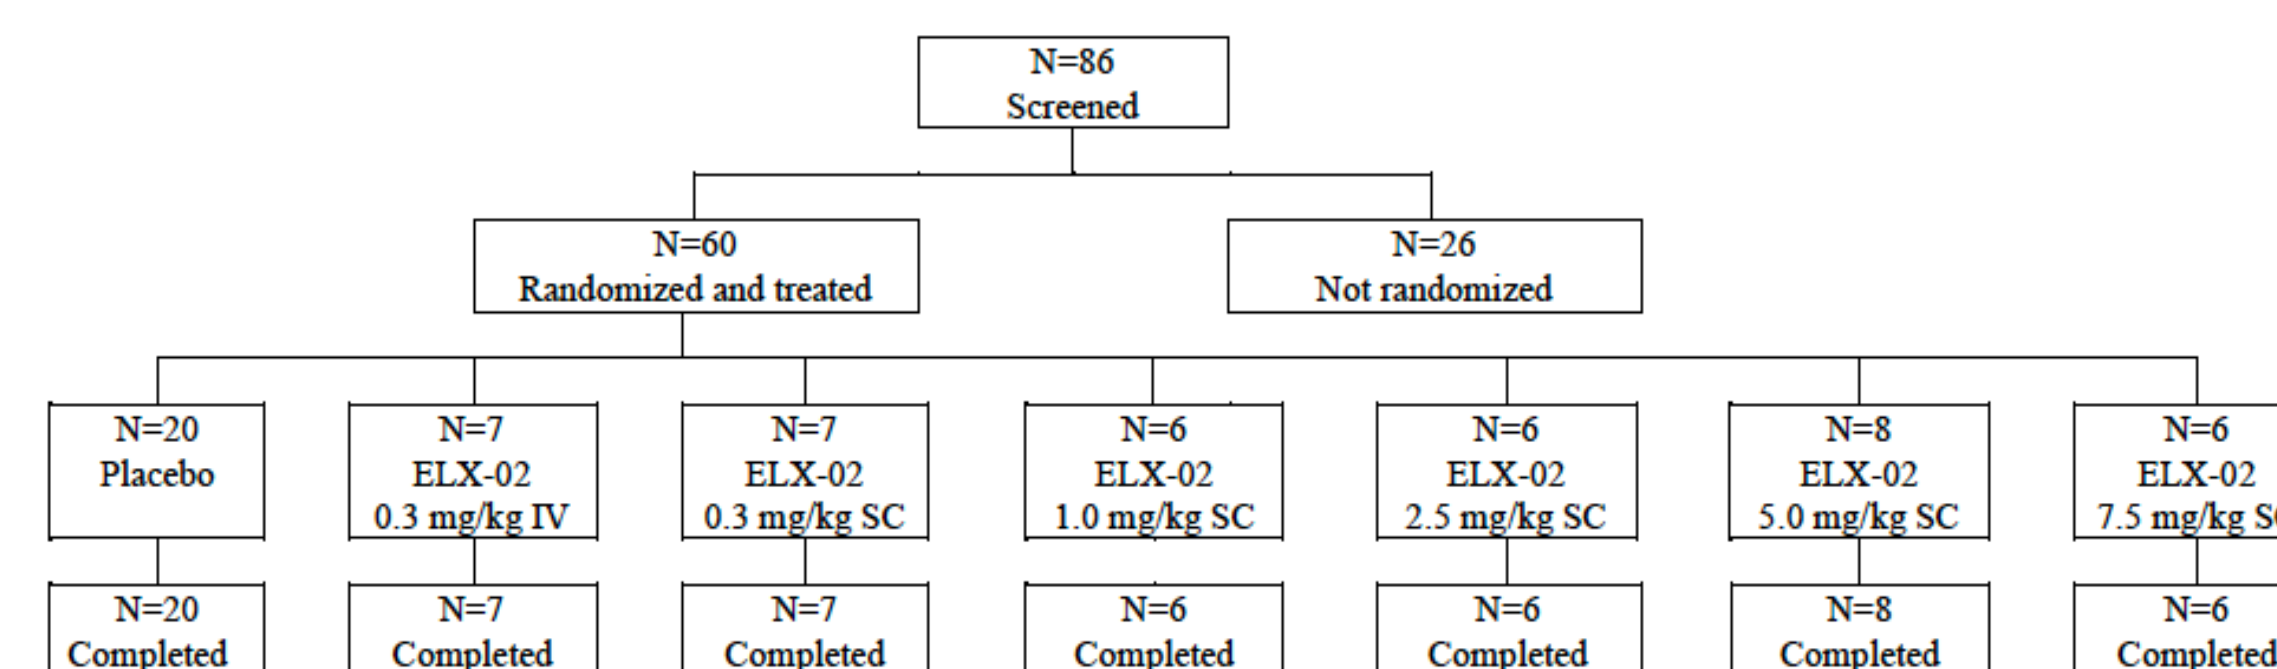 N=86
Screened
N=60
Randomized and treated
N=26
Not randomized
N=20
Placebo
N=7
ELX-02
0.3 mg/kg IV
N=7
ELX-02
0.3 mg/kg SC
N=6
ELX-02
1.0 mg/kg SC
N=6
ELX-02
2.5 mg/kg SC
N=8
ELX-02
5.0 mg/kg SC
N=6
ELX-02
7.5 mg/kg SC
N=20
Completed
N=7
Completed
N=7
Completed
N=6
Completed
N=6
Completed
N=8
Completed
N=6
Completed